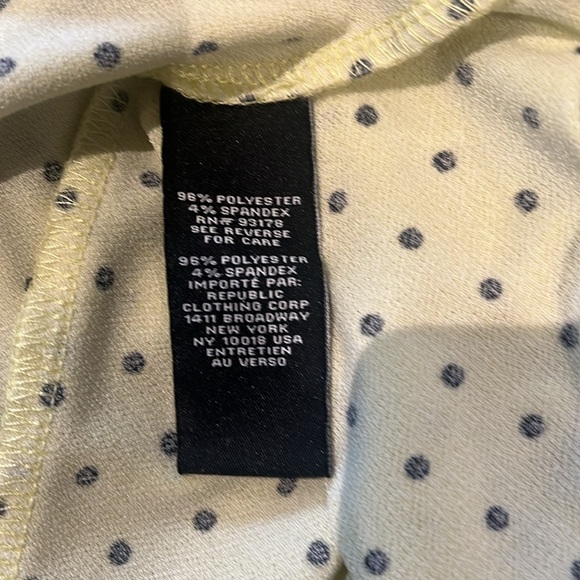 96% POLYESTER
4% SPANDEX
RN# 93178
SEE REVERSE
FOR CARE
96% POLYESTER
4% SPANDEX
IMPORTÉ PAR:
REPUBLIC
CLOTHING CORP
1411 BROADWAY
NEW YORK
NY 10018 USA
ENTRETIEN
AU VERSO